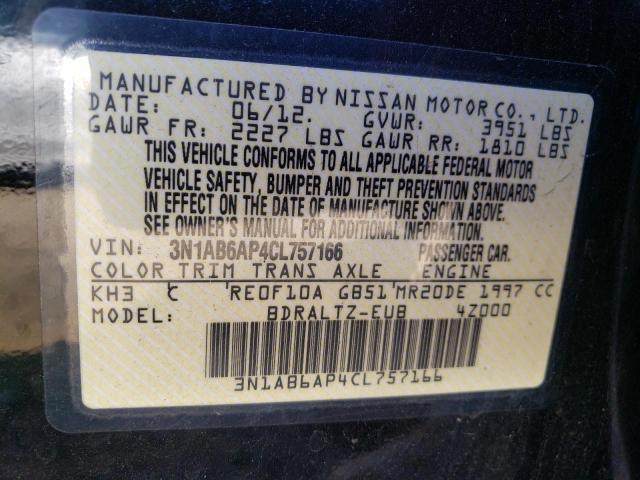 MANUFACTURED BY NISSAN MOTOR CO., LTD.
DATE: 06/12. GVWR: 3951 LBS
GAWR FR: 2227 LBS GAWR RR: 1810 LBS
THIS VEHICLE CONFORMS TO ALL APPLICABLE FEDERAL MOTOR
VEHICLE SAFETY, BUMPER AND THEFT PREVENTION STANDARDS
IN EFFECT ON THE DATE OF MANUFACTURE SHOWN ABOVE.
SEE OWNER'S MANUAL FOR ADDITIONAL INFORMATION.
VIN: 3N1AB6AP4CL757166 PASSENGER CAR.
COLOR TRIM TRANS AXLE ENGINE
KH3 C RE0F10A GB51 MR20DE 1997 CC
MODEL: BDRALTZ-EUB 4Z000
3N1AB6AP4CL757166